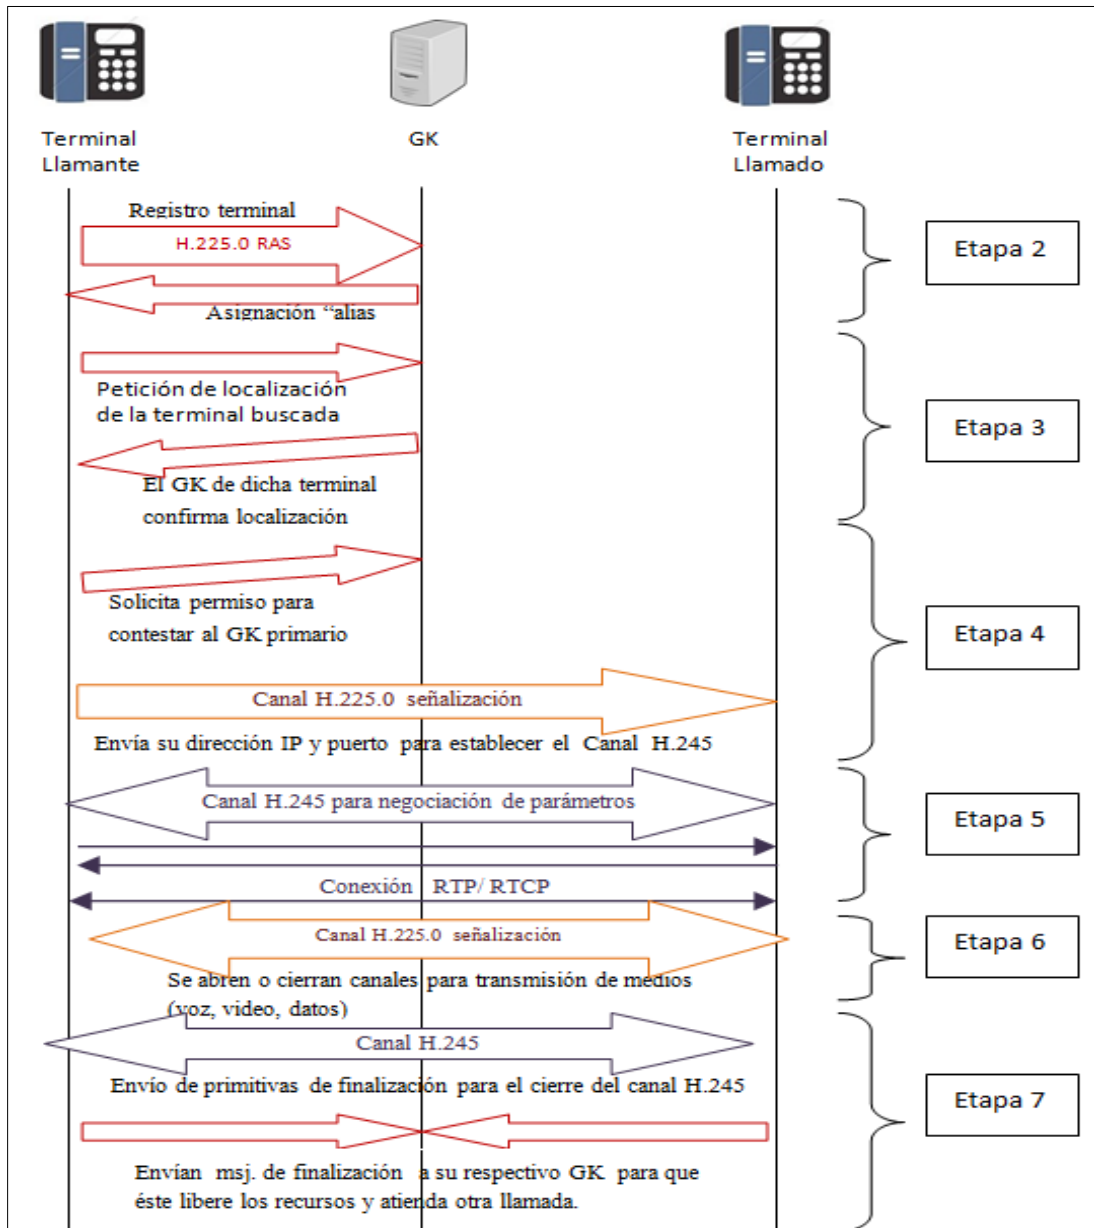 Terminal
Llamante
GK
Terminal
Llamado
Registro terminal
H.225.0 RAS
Asignación “alias
Etapa 2
Petición de localización
de la terminal buscada
El GK de dicha terminal
confirma localización
Etapa 3
Solicita permiso para
contestar al GK primario
Canal H.225.0 señalización
Envía su dirección IP y puerto para establecer el Canal H.245
Etapa 4
Canal H.245 para negociación de parámetros
Conexión RTP/ RTCP
Etapa 5
Canal H.225.0 señalización
Se abren o cierran canales para transmisión de medios
(voz, video, datos)
Etapa 6
Canal H.245
Envío de primitivas de finalización para el cierre del canal H.245
Envían msj. de finalización a su respectivo GK para que
éste libere los recursos y atienda otra llamada.
Etapa 7